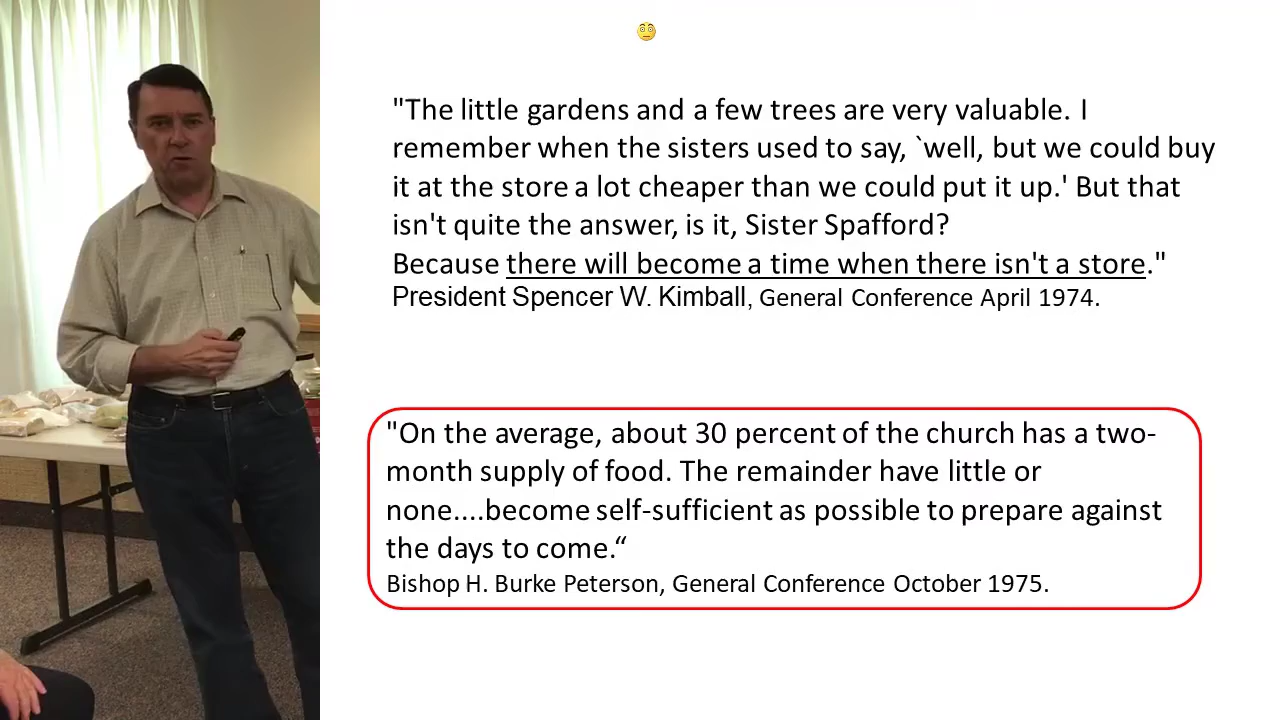 "The little gardens and a few trees are very valuable. I
remember when the sisters used to say, `well, but we could buy
it at the store a lot cheaper than we could put it up.' But that
isn't quite the answer, is it, Sister Spafford?
Because there will become a time when there isn't a store."
President Spencer W. Kimball, General Conference April 1974.
"On the average, about 30 percent of the church has a two-
month supply of food. The remainder have little or
none....become self-sufficient as possible to prepare against
the days to come.“
Bishop H. Burke Peterson, General Conference October 1975.